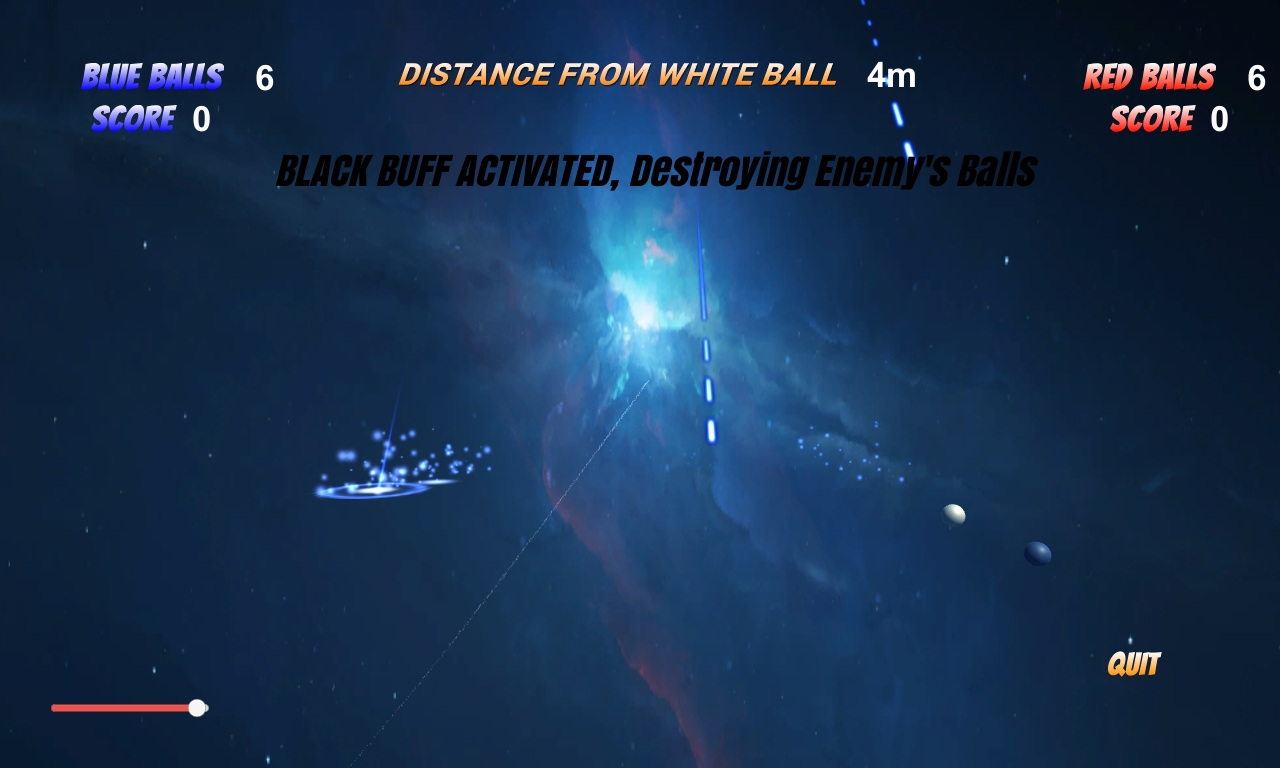 BLUE BALLS 6
SCORE 0
DISTANCE FROM WHITE BALL 4m
RED BALLS 6
SCORE 0
BLACK BUFF ACTIVATED, Destroying Enemy's Balls
QUIT